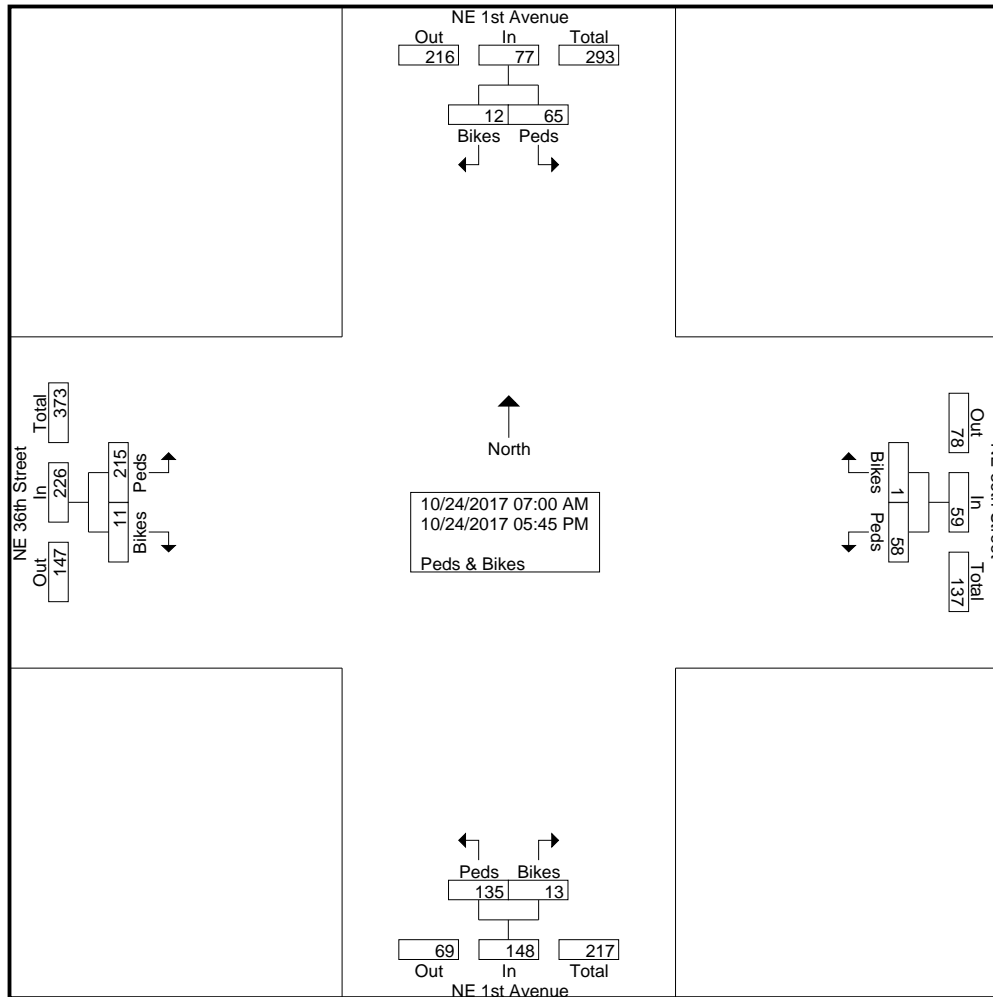 NE 1st Avenue
Out In Total
216 77 293
12 65
Bikes Peds
Total In Out
373 226 147
NE 36th Street
215 11
Peds Bikes
North
10/24/2017 07:00 AM
10/24/2017 05:45 PM
Peds & Bikes
Bikes Peds
1 58
Out In Total
78 59 137
Peds Bikes
135 13
69 148 217
Out In Total
NE 1st Avenue